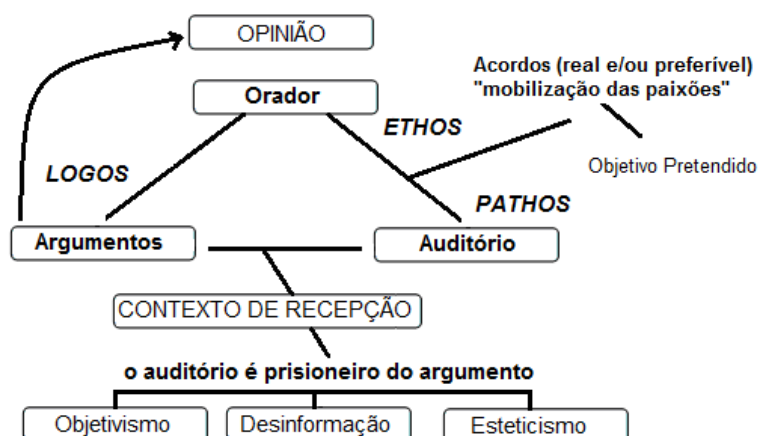 OPINIÃO
Acordos (real e/ou preferível)
"mobilização das paixões"
Orador
ETHOS
Objetivo Pretendido
LOGOS
PATHOS
Argumentos
Auditório
CONTEXTO DE RECEPÇÃO
o auditório é prisioneiro do argumento
Objetivismo
Desinformação
Esteticismo